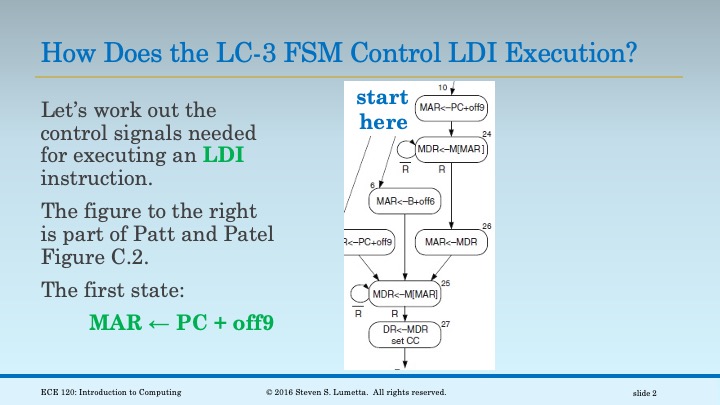 How Does the LC-3 FSM Control LDI Execution?
Let's work out the
control signals needed
for executing an LDI
instruction.
The figure to the right
is part of Patt and Patel
Figure C.2.
The first state:
MAR ← PC + off9
start
here
10
MAR<–PC+off9
24
MDR<–M[MAR]
R
R
6
MAR<–B+off6
26
R<–PC+off9
MAR<–MDR
25
MDR<–M[MAR]
R
R
27
DR<–MDR
set CC
ECE 120: Introduction to Computing
© 2016 Steven S. Lumetta. All rights reserved.
slide 2